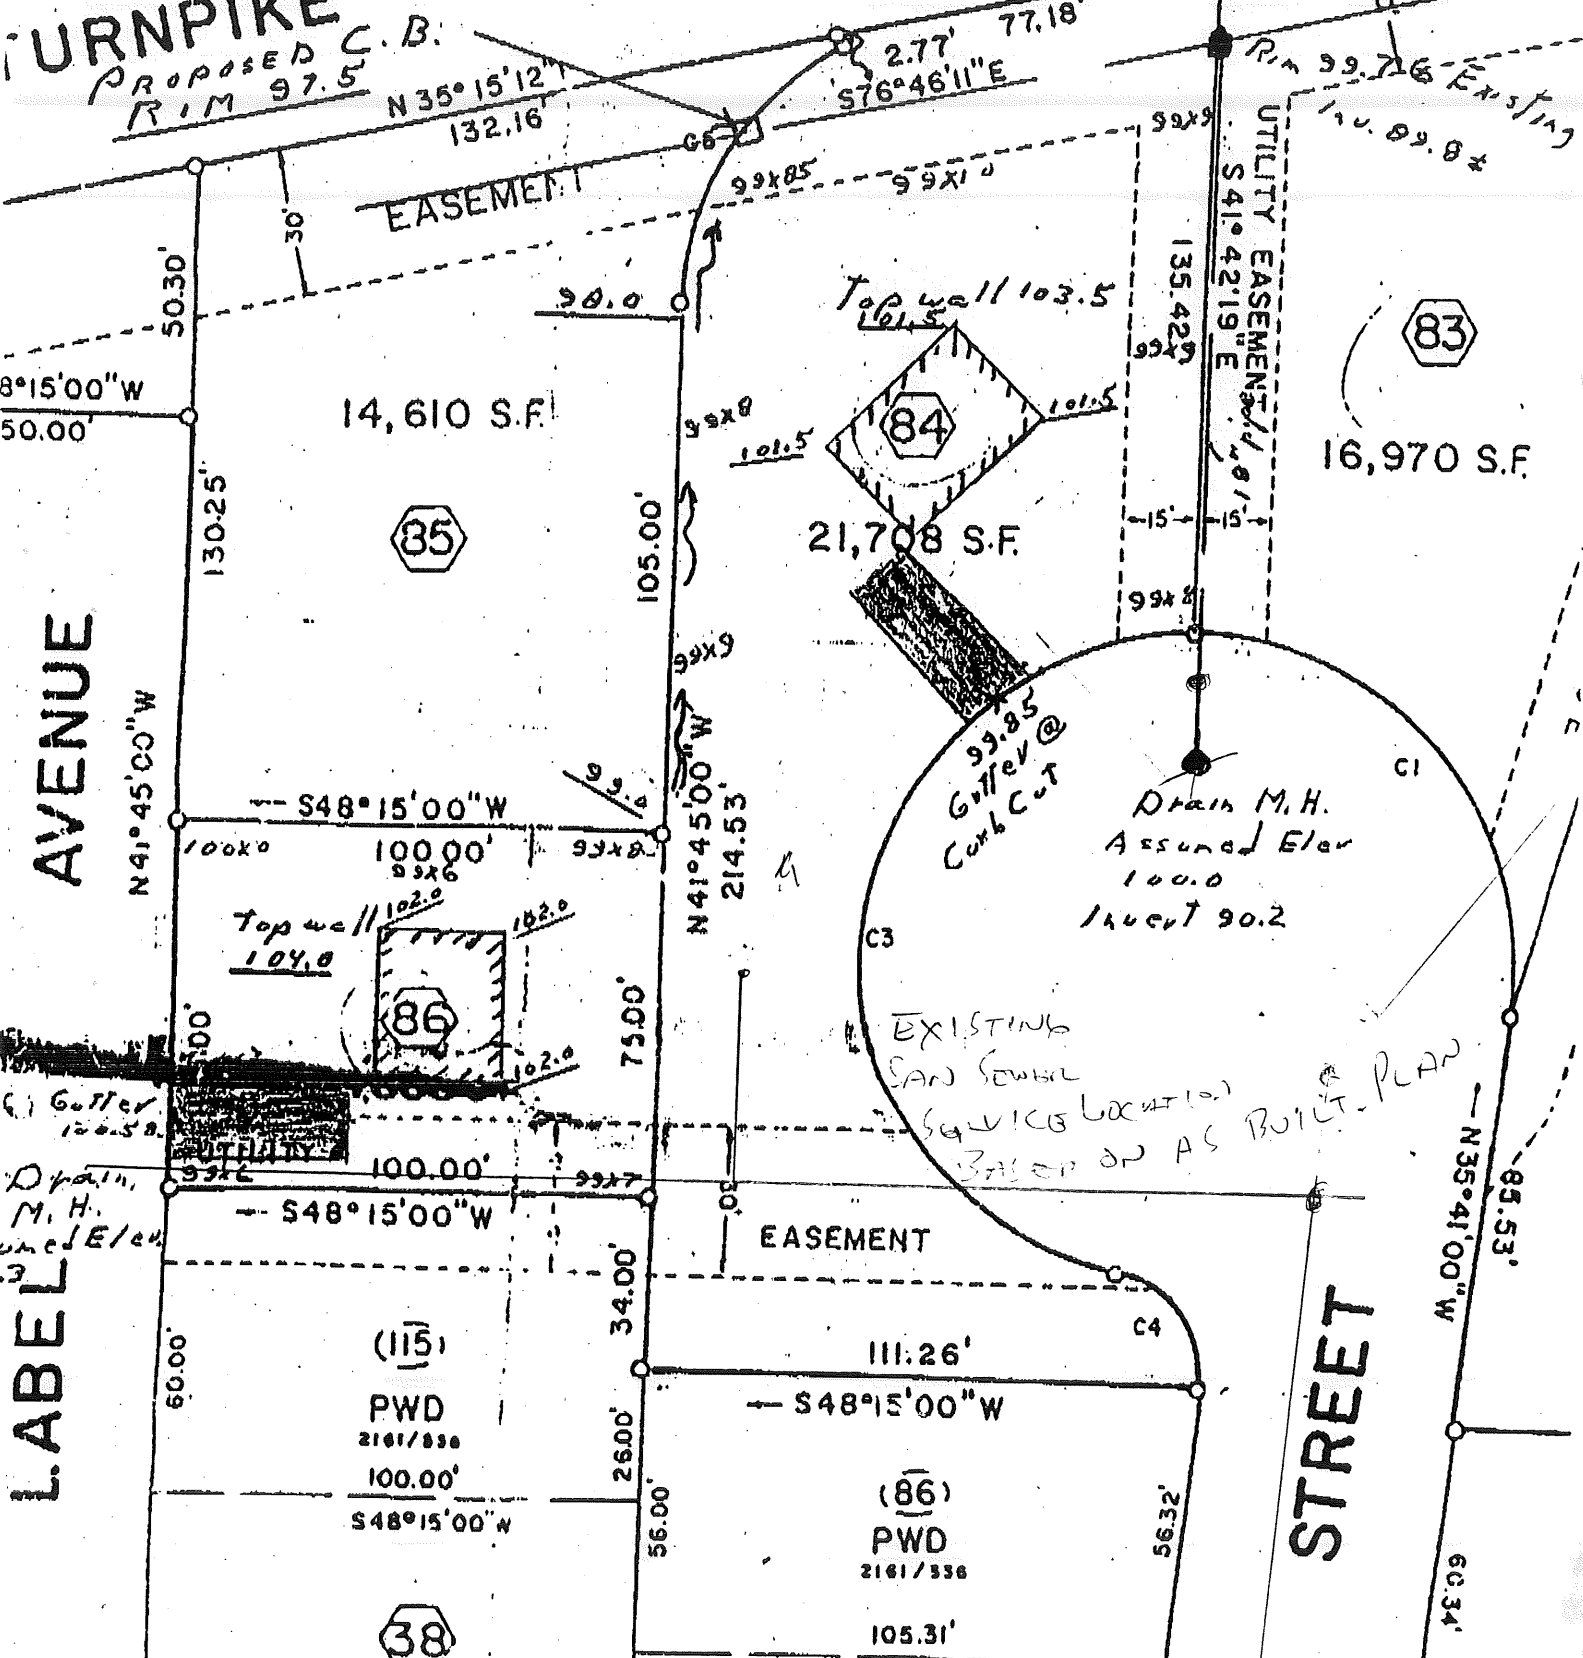 TURNPIKE
PROPOSED C.B.
RIM 97.5
N35°15'12"
132.16'
77.18'
2.77'
S76°46'11"E
Rim 99.76 Existing
Inv. 89.8±
EASEMENT
30'
99x85
99x1
99x9
UTILITY EASEMENT
S41°42'19"E
135.42'
50.30'
98.0
Top wall 103.5
101.5
83
99x9
8°15'00"W
50.00'
14,610 S.F.
99x8
84
101.5
101.5
16,970 S.F.
130.25'
85
105.00'
21,708 S.F.
15'
15'
99x8
99x9
AVENUE
N41°45'00"W
99.85
Gutter @
Curb Cut
C1
99.0
S48°15'00"W
N41°45'00"W
214.53'
Drain M.H.
Assumed Elev
100.0
Invert 90.2
100x0
100.00'
99x8
99x6
Top wall
104.0
102.0
102.0
C3
86
75.00'
EXISTING
SAN SEWER
SERVICE LOCATION
BASED ON AS BUILT PLAN
102.0
Gutter
100.58
UTILITY
99x6
100.00'
99x7
Drain
M.H.
S48°15'00"W
EASEMENT
N35°41'00"W
85.53'
34.00'
LABEL
60.00'
(115)
PWD
2161/336
100.00'
S48°15'00"W
26.00'
C4
111.26'
S48°15'00"W
STREET
56.00'
(86)
PWD
2161/336
56.32'
60.34'
38
105.31'